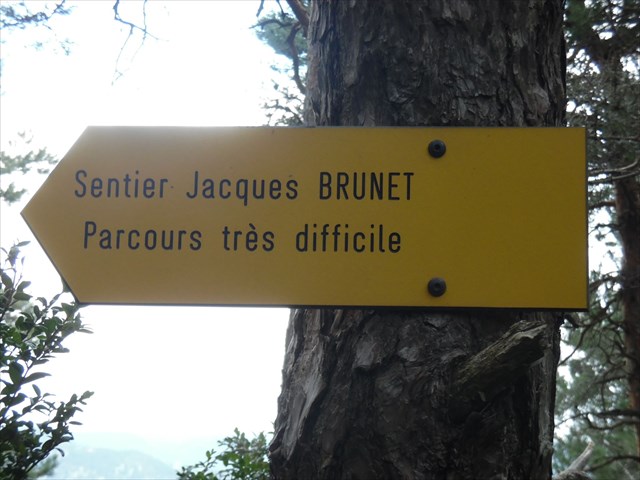 Sentier Jacques BRUNET
Parcours très difficile